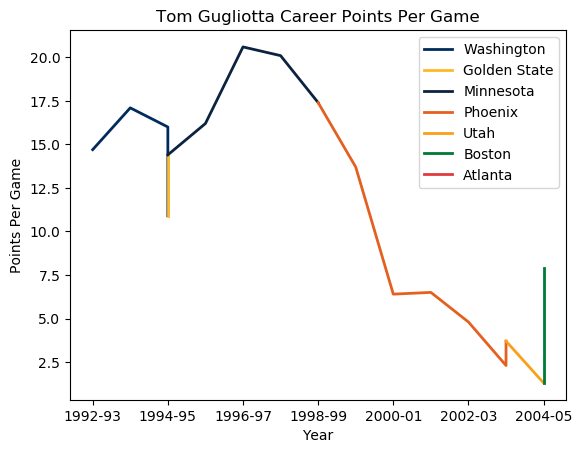 Tom Gugliotta Career Points Per Game
Points Per Game
20.0
17.5
15.0
12.5
10.0
7.5
5.0
2.5
Washington
Golden State
Minnesota
Phoenix
Utah
Boston
Atlanta
1992-93 1994-95 1996-97 1998-99 2000-01 2002-03 2004-05
Year